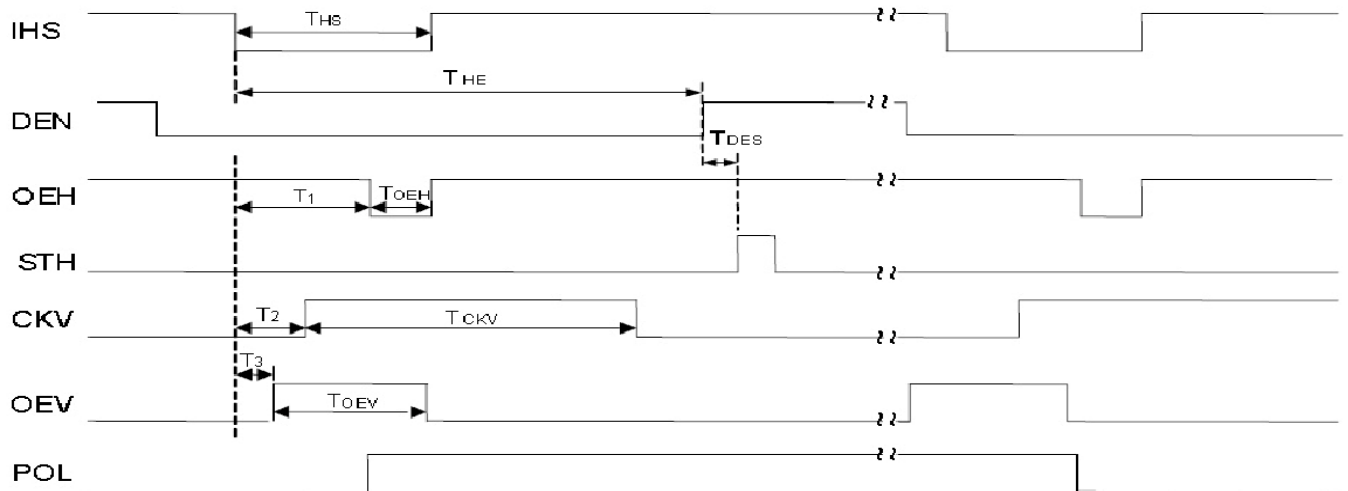 IHS THS
THE
DEN
TDES
OEH T1 TOEH
STH
CKV T2 TCKV
T3
OEV TOEV
POL